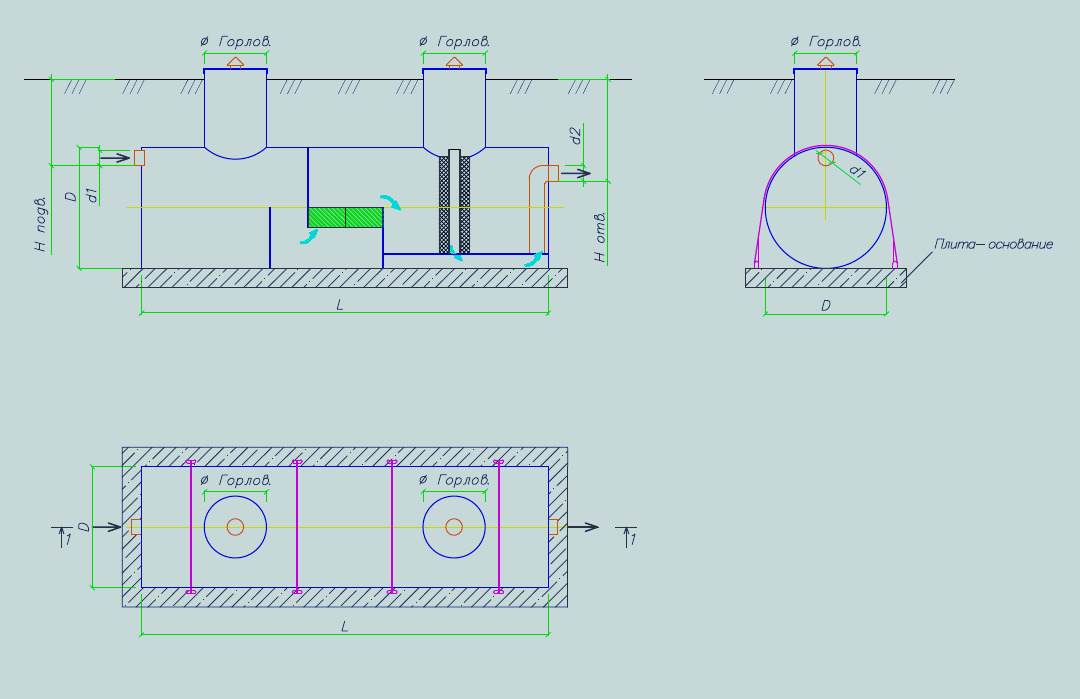 ⌀ Горлов.
⌀ Горлов.
⌀ Горлов.
d2
D
d1
H подв.
H отв.
d1
Плита-основание
L
D
⌀ Горлов.
⌀ Горлов.
D
1
1
L